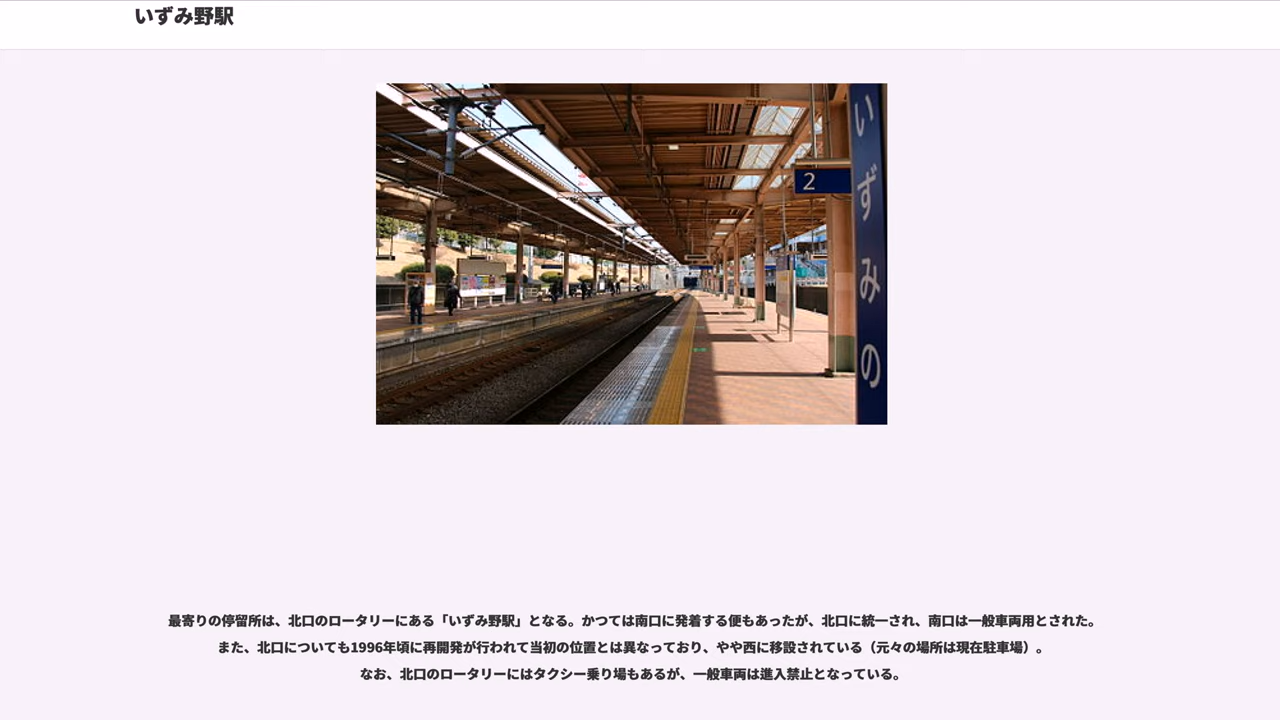 いずみ野駅
2
いずみの
最寄りの停留所は、北口のロータリーにある「いずみ野駅」となる。かつては南口に発着する便もあったが、北口に統一され、南口は一般車両用とされた。
また、北口についても1996年頃に再開発が行われて当初の位置とは異なっており、やや西に移設されている（元々の場所は現在駐車場）。
なお、北口のロータリーにはタクシー乗り場もあるが、一般車両は進入禁止となっている。